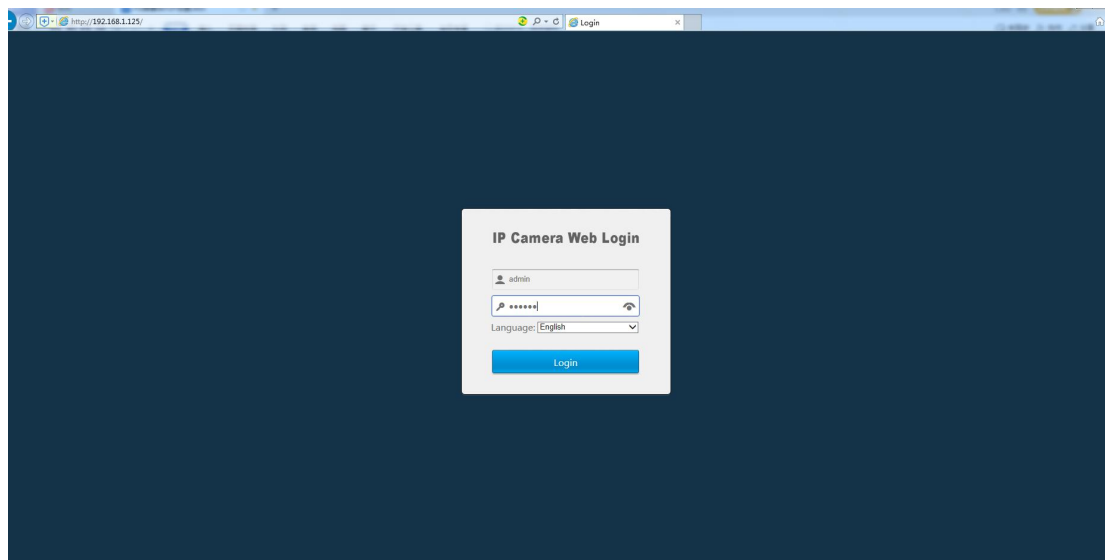 http://192.168.1.125/
Login
IP Camera Web Login
admin
••••••
Language: English
Login